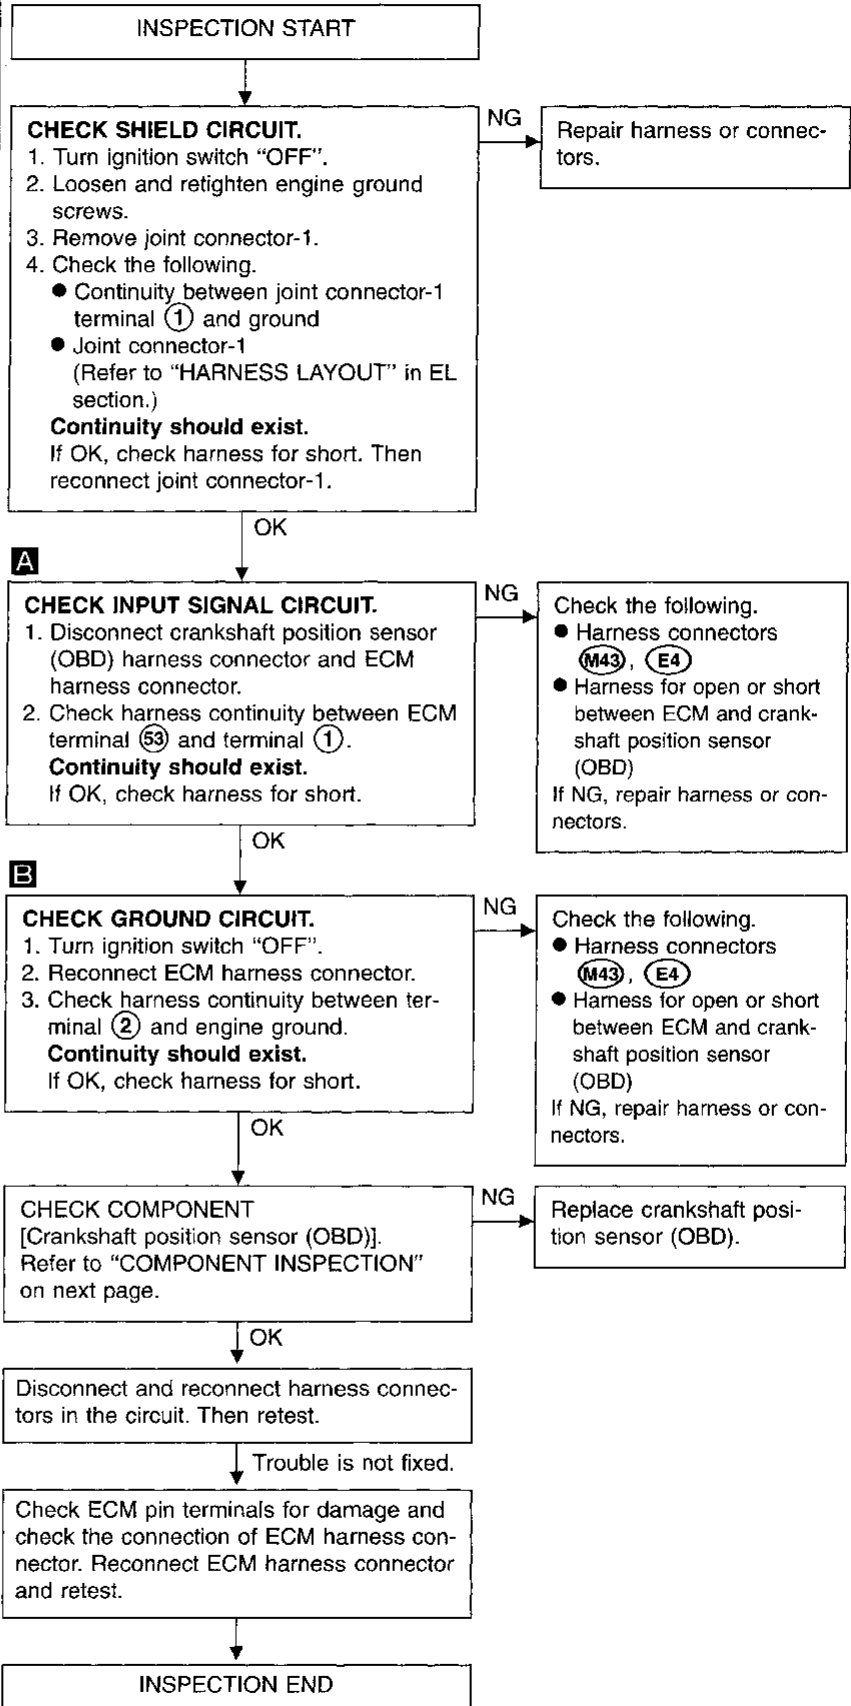 INSPECTION START
CHECK SHIELD CIRCUIT.
1. Turn ignition switch “OFF”.
2. Loosen and retighten engine ground
screws.
3. Remove joint connector-1.
4. Check the following.
● Continuity between joint connector-1
terminal ① and ground
● Joint connector-1
(Refer to “HARNESS LAYOUT” in EL
section.)
Continuity should exist.
If OK, check harness for short. Then
reconnect joint connector-1.
NG
Repair harness or connec-
tors.
OK
A
CHECK INPUT SIGNAL CIRCUIT.
1. Disconnect crankshaft position sensor
(OBD) harness connector and ECM
harness connector.
2. Check harness continuity between ECM
terminal 53 and terminal ①.
Continuity should exist.
If OK, check harness for short.
NG
Check the following.
● Harness connectors
M43, E4
● Harness for open or short
between ECM and crank-
shaft position sensor
(OBD)
If NG, repair harness or con-
nectors.
OK
B
CHECK GROUND CIRCUIT.
1. Turn ignition switch “OFF”.
2. Reconnect ECM harness connector.
3. Check harness continuity between ter-
minal ② and engine ground.
Continuity should exist.
If OK, check harness for short.
NG
Check the following.
● Harness connectors
M43, E4
● Harness for open or short
between ECM and crank-
shaft position sensor
(OBD)
If NG, repair harness or con-
nectors.
OK
CHECK COMPONENT
[Crankshaft position sensor (OBD)].
Refer to “COMPONENT INSPECTION”
on next page.
NG
Replace crankshaft posi-
tion sensor (OBD).
OK
Disconnect and reconnect harness connec-
tors in the circuit. Then retest.
Trouble is not fixed.
Check ECM pin terminals for damage and
check the connection of ECM harness con-
nector. Reconnect ECM harness connector
and retest.
INSPECTION END